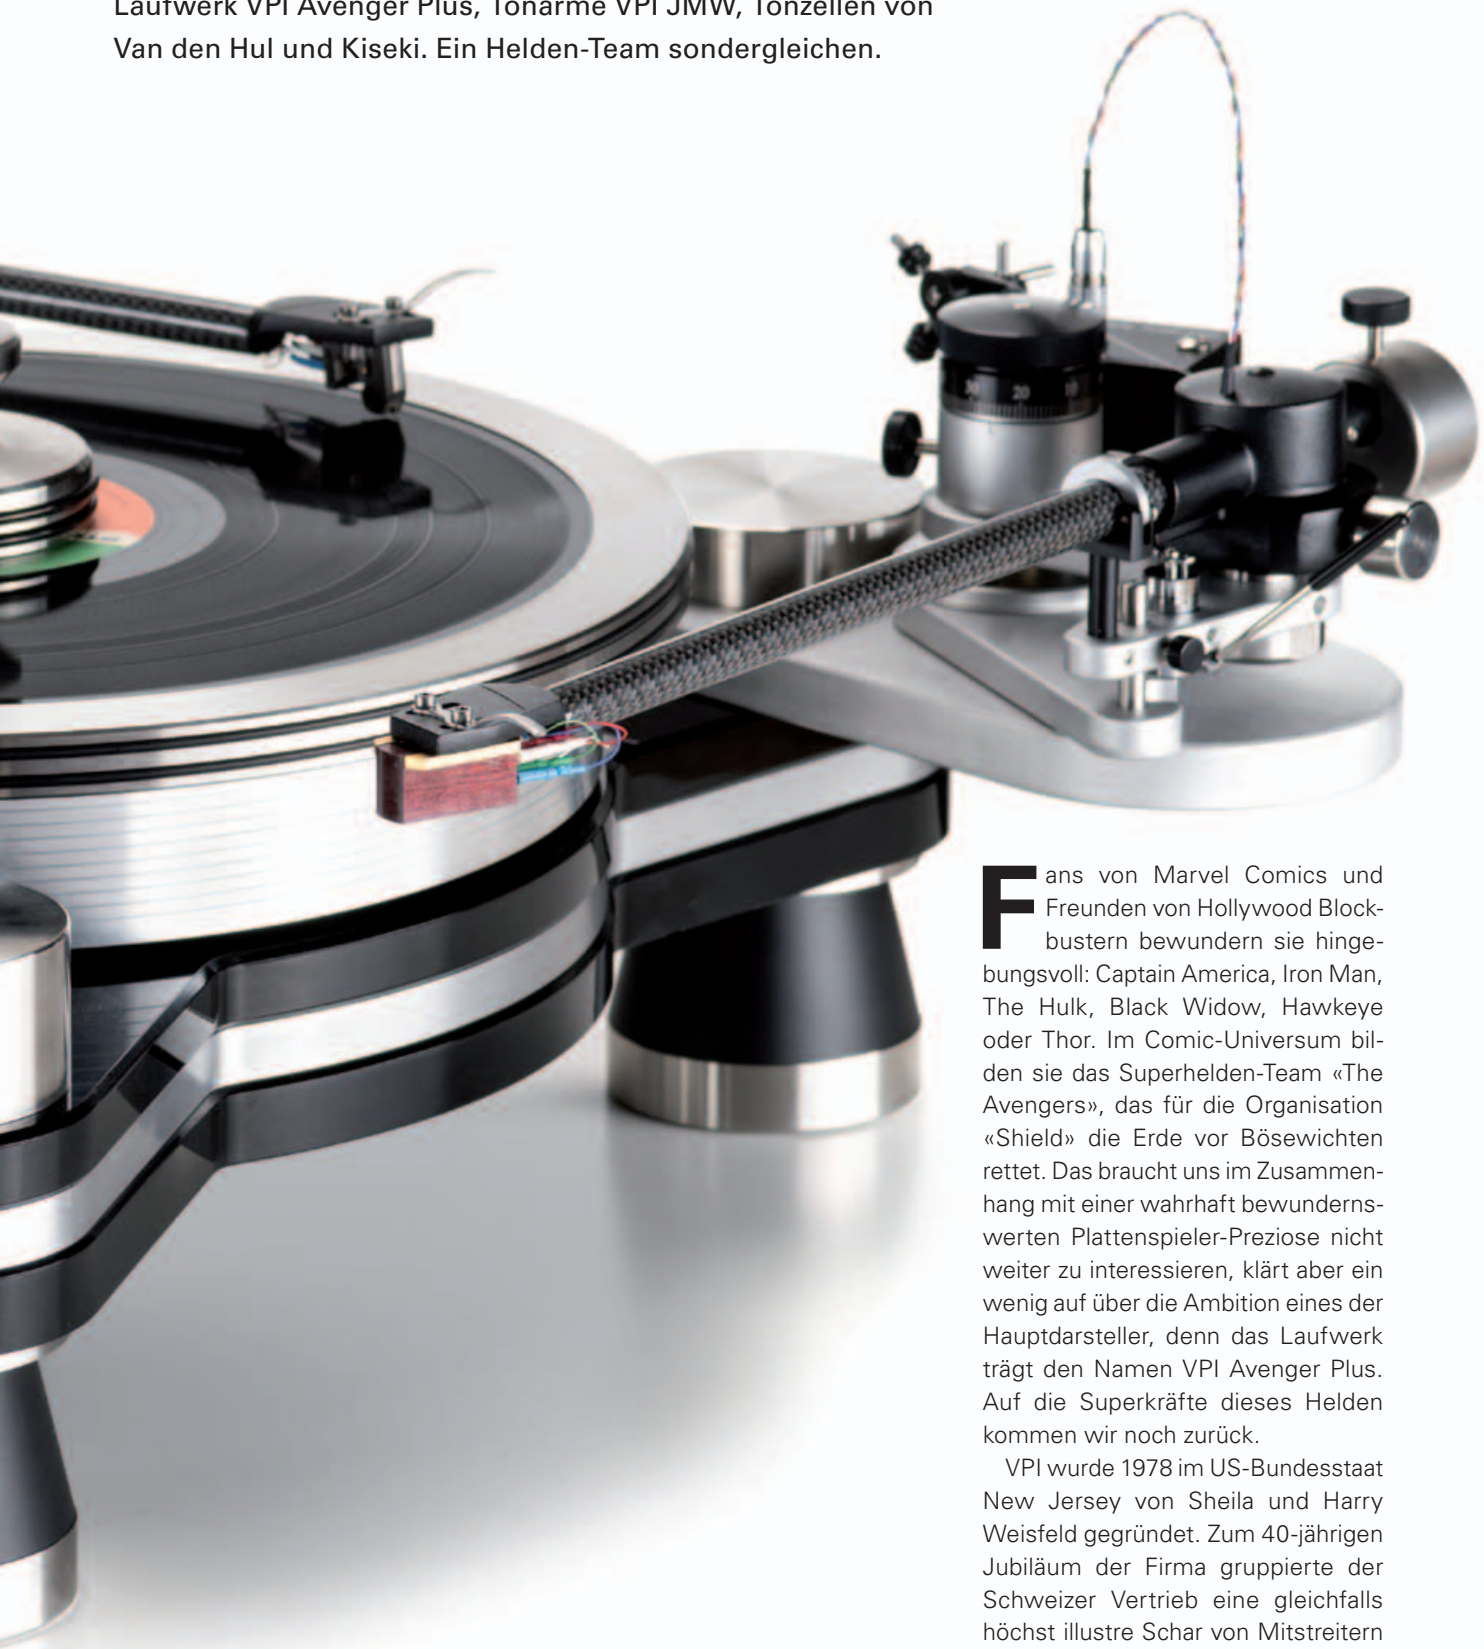 Laufwerk VPI Avenger Plus, Tonarme VPI JMW, Tonzellen von
Van den Hul und Kiseki. Ein Helden-Team sondergleichen.
30 20 10
Fans von Marvel Comics und
Freunden von Hollywood Block-
bustern bewundern sie hinge-
bungsvoll: Captain America, Iron Man,
The Hulk, Black Widow, Hawkeye
oder Thor. Im Comic-Universum bil-
den sie das Superhelden-Team «The
Avengers», das für die Organisation
«Shield» die Erde vor Bösewichten
rettet. Das braucht uns im Zusammen-
hang mit einer wahrhaft bewunderns-
werten Plattenspieler-Preziose nicht
weiter zu interessieren, klärt aber ein
wenig auf über die Ambition eines der
Hauptdarsteller, denn das Laufwerk
trägt den Namen VPI Avenger Plus.
Auf die Superkräfte dieses Helden
kommen wir noch zurück.
VPI wurde 1978 im US-Bundesstaat
New Jersey von Sheila und Harry
Weisfeld gegründet. Zum 40-jährigen
Jubiläum der Firma gruppierte der
Schweizer Vertrieb eine gleichfalls
höchst illustre Schar von Mitstreitern